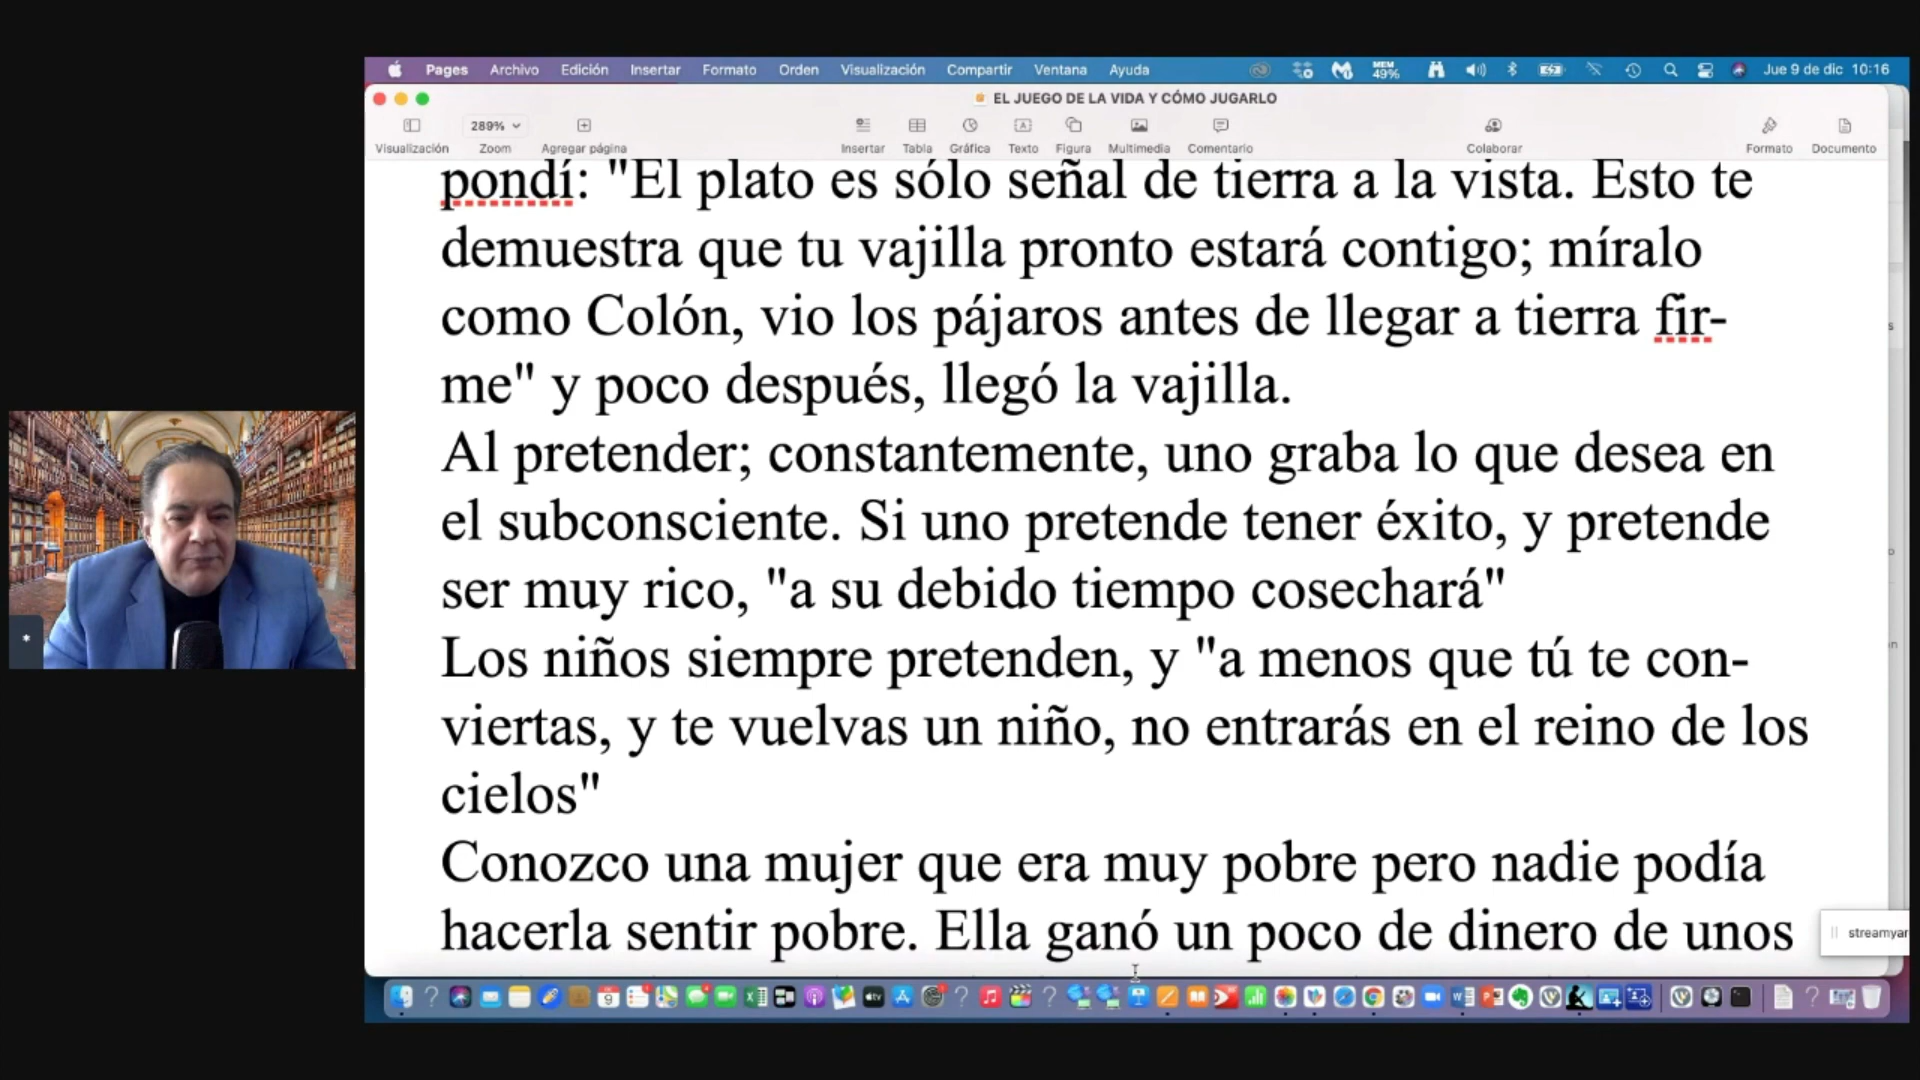 Pages Archivo Edición Insertar Formato Orden Visualización Compartir Ventana Ayuda MEM 49% Jue 9 de dic 10:16
EL JUEGO DE LA VIDA Y CÓMO JUGARLO
289%
Visualización Zoom Agregar página Insertar Tabla Gráfica Texto Figura Multimedia Comentario Colaborar Formato Documento
pondí: "El plato es sólo señal de tierra a la vista. Esto te
demuestra que tu vajilla pronto estará contigo; míralo
como Colón, vio los pájaros antes de llegar a tierra fir-
me" y poco después, llegó la vajilla.
Al pretender; constantemente, uno graba lo que desea en
el subconsciente. Si uno pretende tener éxito, y pretende
ser muy rico, "a su debido tiempo cosechará"
Los niños siempre pretenden, y "a menos que tú te con-
viertas, y te vuelvas un niño, no entrarás en el reino de los
cielos"
Conozco una mujer que era muy pobre pero nadie podía
hacerla sentir pobre. Ella ganó un poco de dinero de unos
streamyar